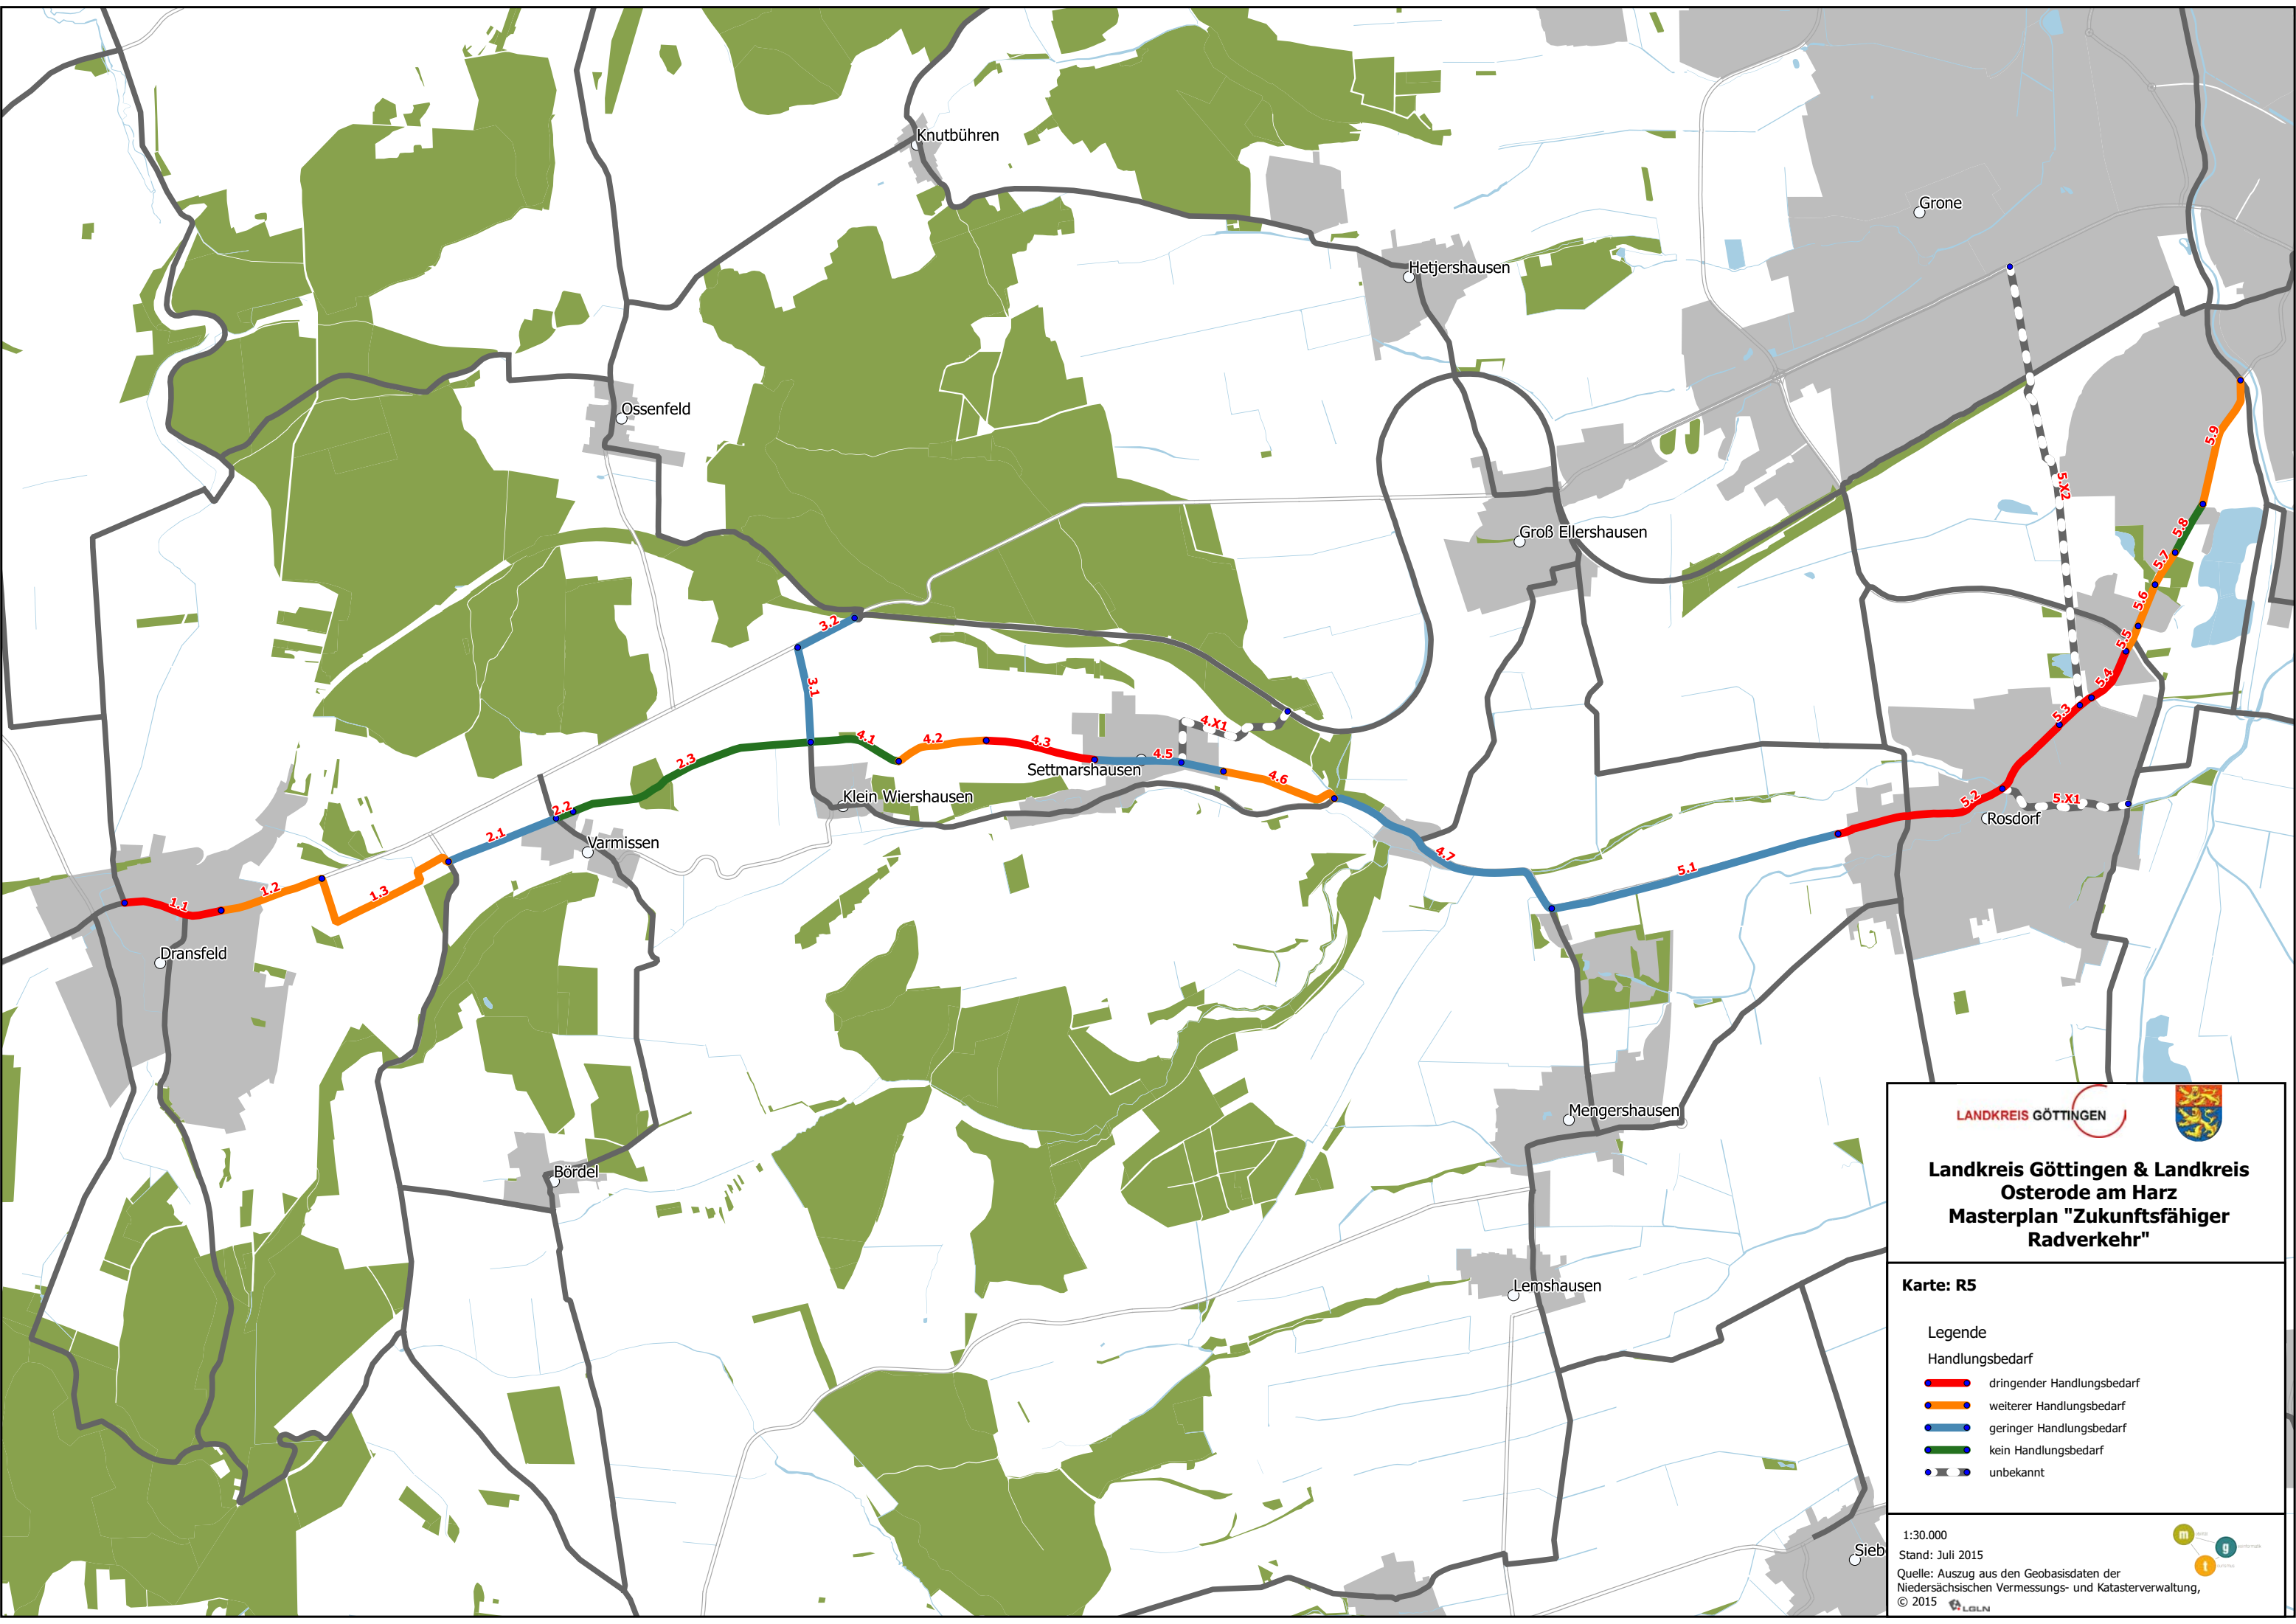 Knutbühren
Grone
Hetjershausen
Ossenfeld
5.9
5.X2
5.8
Groß Ellershausen
5.7
5.6
3.2
5.5
3.1
5.4
5.3
4.X1
4.1
4.2
4.3
4.5
2.3
Settmarshausen
4.6
Klein Wiershausen
2.2
5.2
5.X1
Rosdorf
2.1
Varmissen
4.7
5.1
1.2
1.3
1.1
Dransfeld
Mengershausen
Bördel
Lemshausen
Sieb
LANDKREIS GÖTTINGEN
Landkreis Göttingen & Landkreis
Osterode am Harz
Masterplan "Zukunftsfähiger
Radverkehr"
Karte: R5
Legende
Handlungsbedarf
dringender Handlungsbedarf
weiterer Handlungsbedarf
geringer Handlungsbedarf
kein Handlungsbedarf
unbekannt
1:30.000
Stand: Juli 2015
Quelle: Auszug aus den Geobasisdaten der
Niedersächsischen Vermessungs- und Katasterverwaltung,
© 2015 LGLN
m
g
t